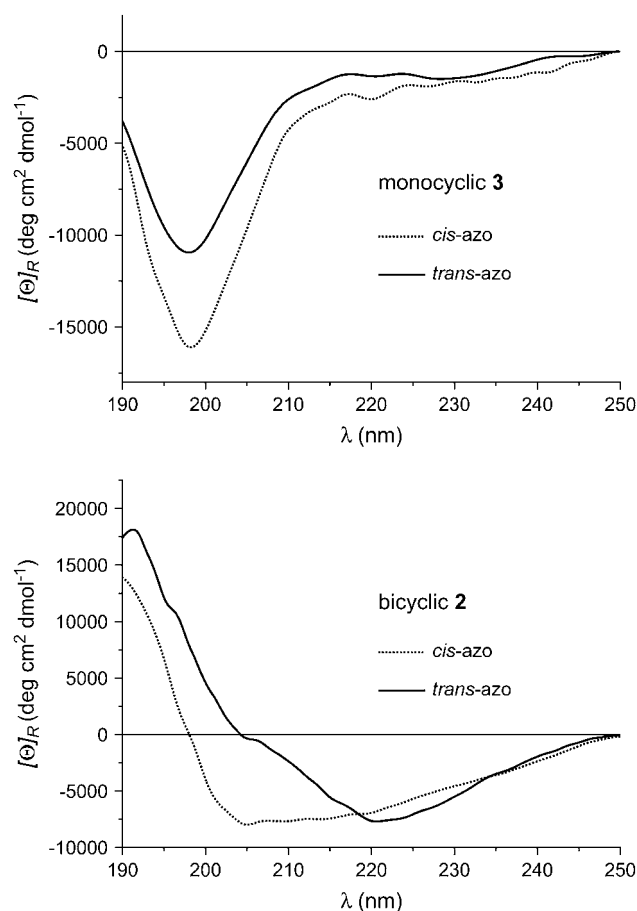 0
-5000
-10000
-15000
[Θ]R (deg cm² dmol⁻¹)
monocyclic 3
cis-azo
trans-azo
190 200 210 220 230 240 250
λ (nm)
20000
15000
10000
5000
0
-5000
-10000
[Θ]R (deg cm² dmol⁻¹)
bicyclic 2
cis-azo
trans-azo
190 200 210 220 230 240 250
λ (nm)